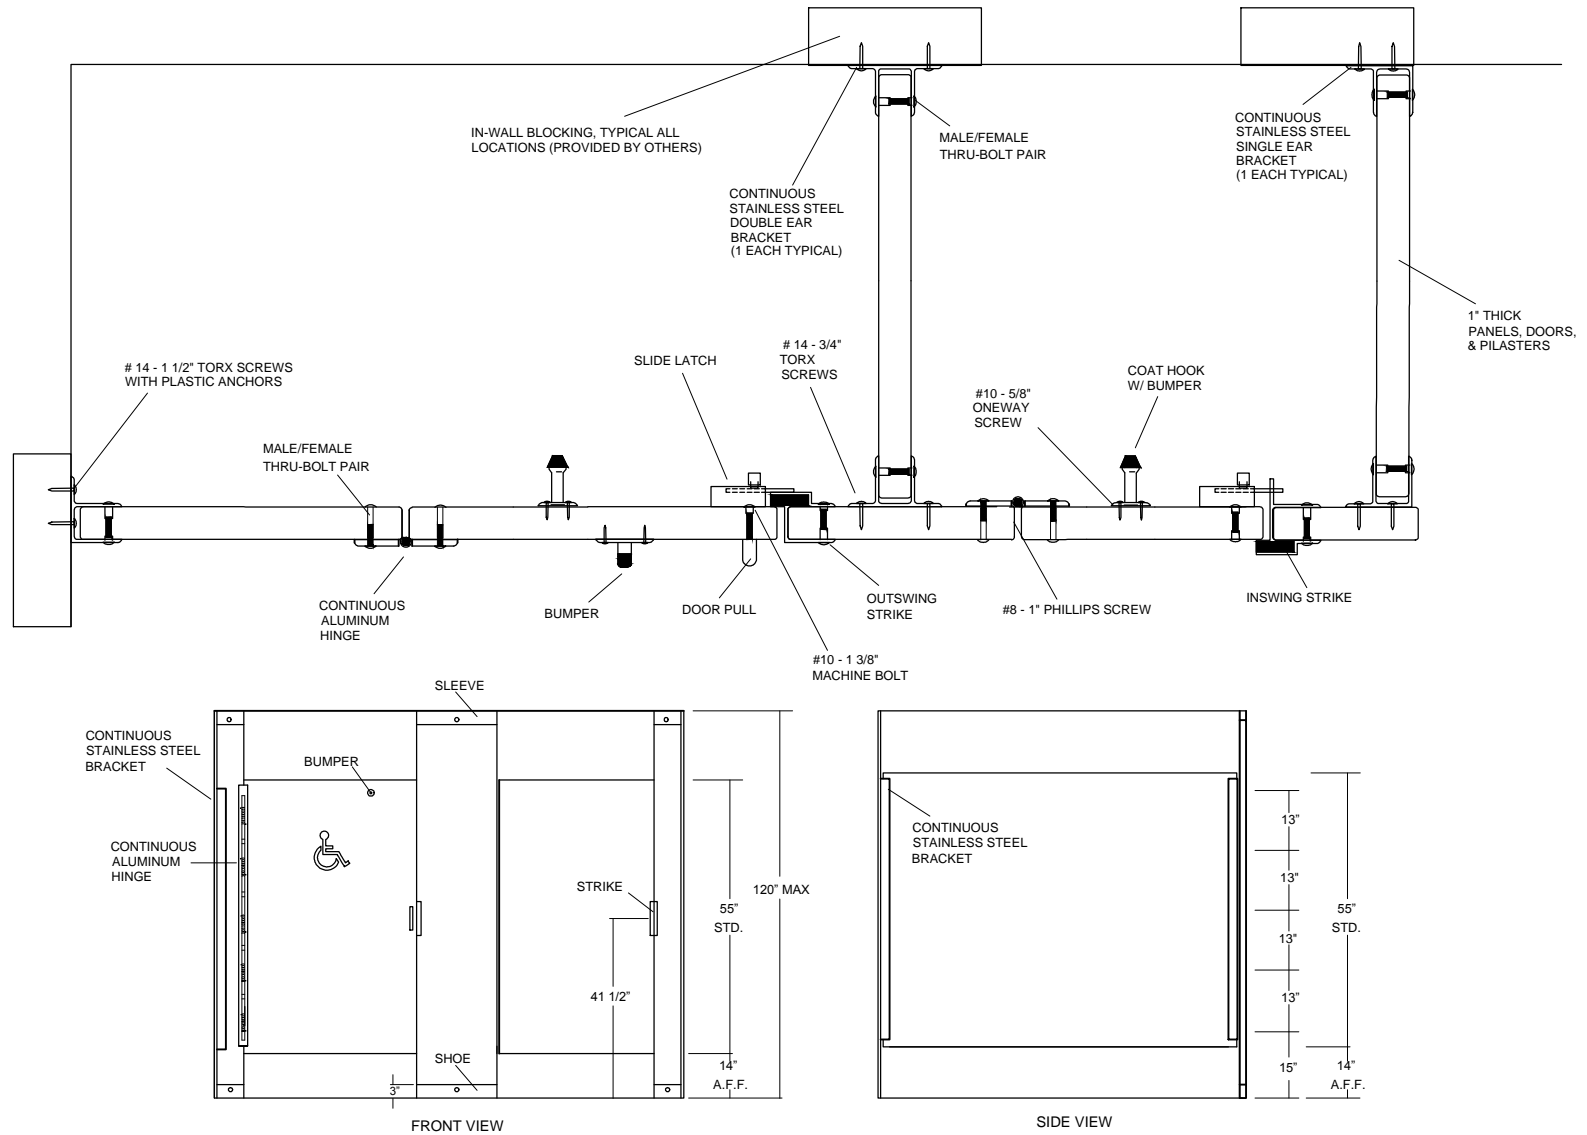 IN-WALL BLOCKING, TYPICAL ALL
LOCATIONS (PROVIDED BY OTHERS)
MALE/FEMALE
THRU-BOLT PAIR
CONTINUOUS
STAINLESS STEEL
SINGLE EAR
BRACKET
(1 EACH TYPICAL)
CONTINUOUS
STAINLESS STEEL
DOUBLE EAR
BRACKET
(1 EACH TYPICAL)
1" THICK
PANELS, DOORS,
& PILASTERS
# 14 - 1 1/2" TORX SCREWS
WITH PLASTIC ANCHORS
SLIDE LATCH
# 14 - 3/4"
TORX
SCREWS
#10 - 5/8"
ONEWAY
SCREW
COAT HOOK
W/ BUMPER
MALE/FEMALE
THRU-BOLT PAIR
CONTINUOUS
ALUMINUM
HINGE
BUMPER
DOOR PULL
OUTSWING
STRIKE
#8 - 1" PHILLIPS SCREW
INSWING STRIKE
#10 - 1 3/8"
MACHINE BOLT
SLEEVE
CONTINUOUS
STAINLESS STEEL
BRACKET
BUMPER
CONTINUOUS
ALUMINUM
HINGE
STRIKE
41 1/2"
SHOE
3"
55"
STD.
14"
A.F.F.
120" MAX
FRONT VIEW
CONTINUOUS
STAINLESS STEEL
BRACKET
13"
13"
13"
13"
15"
55"
STD.
14"
A.F.F.
SIDE VIEW